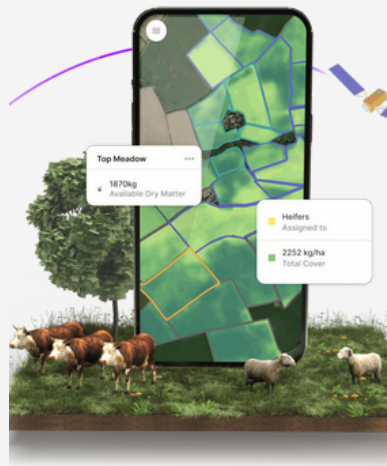 Top Meadow
1870kg
Available Dry Matter
Heifers
Assigned to
2252 kg/ha
Total Cover